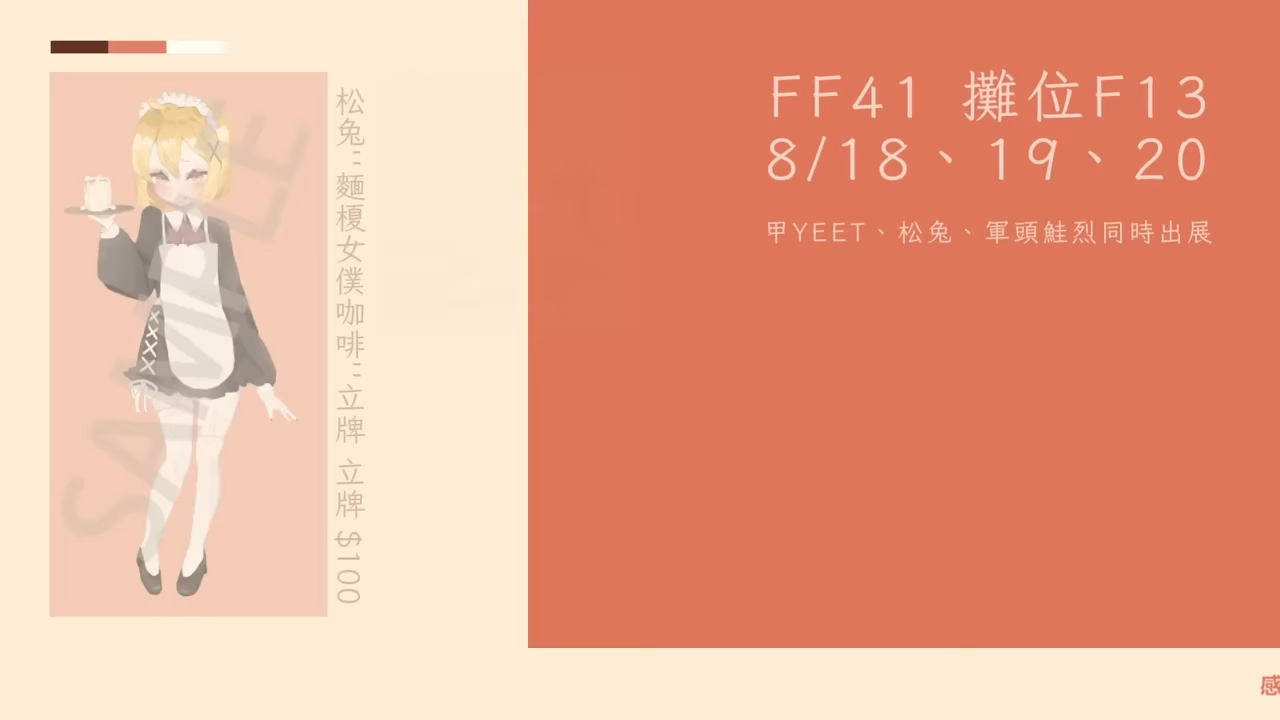 FF41 攤位F13
8/18、19、20
甲YEET、松兔、軍頭鮭烈同時出展
松兔：麵榎女僕咖啡：立牌 立牌 $100
SAMPLE
感